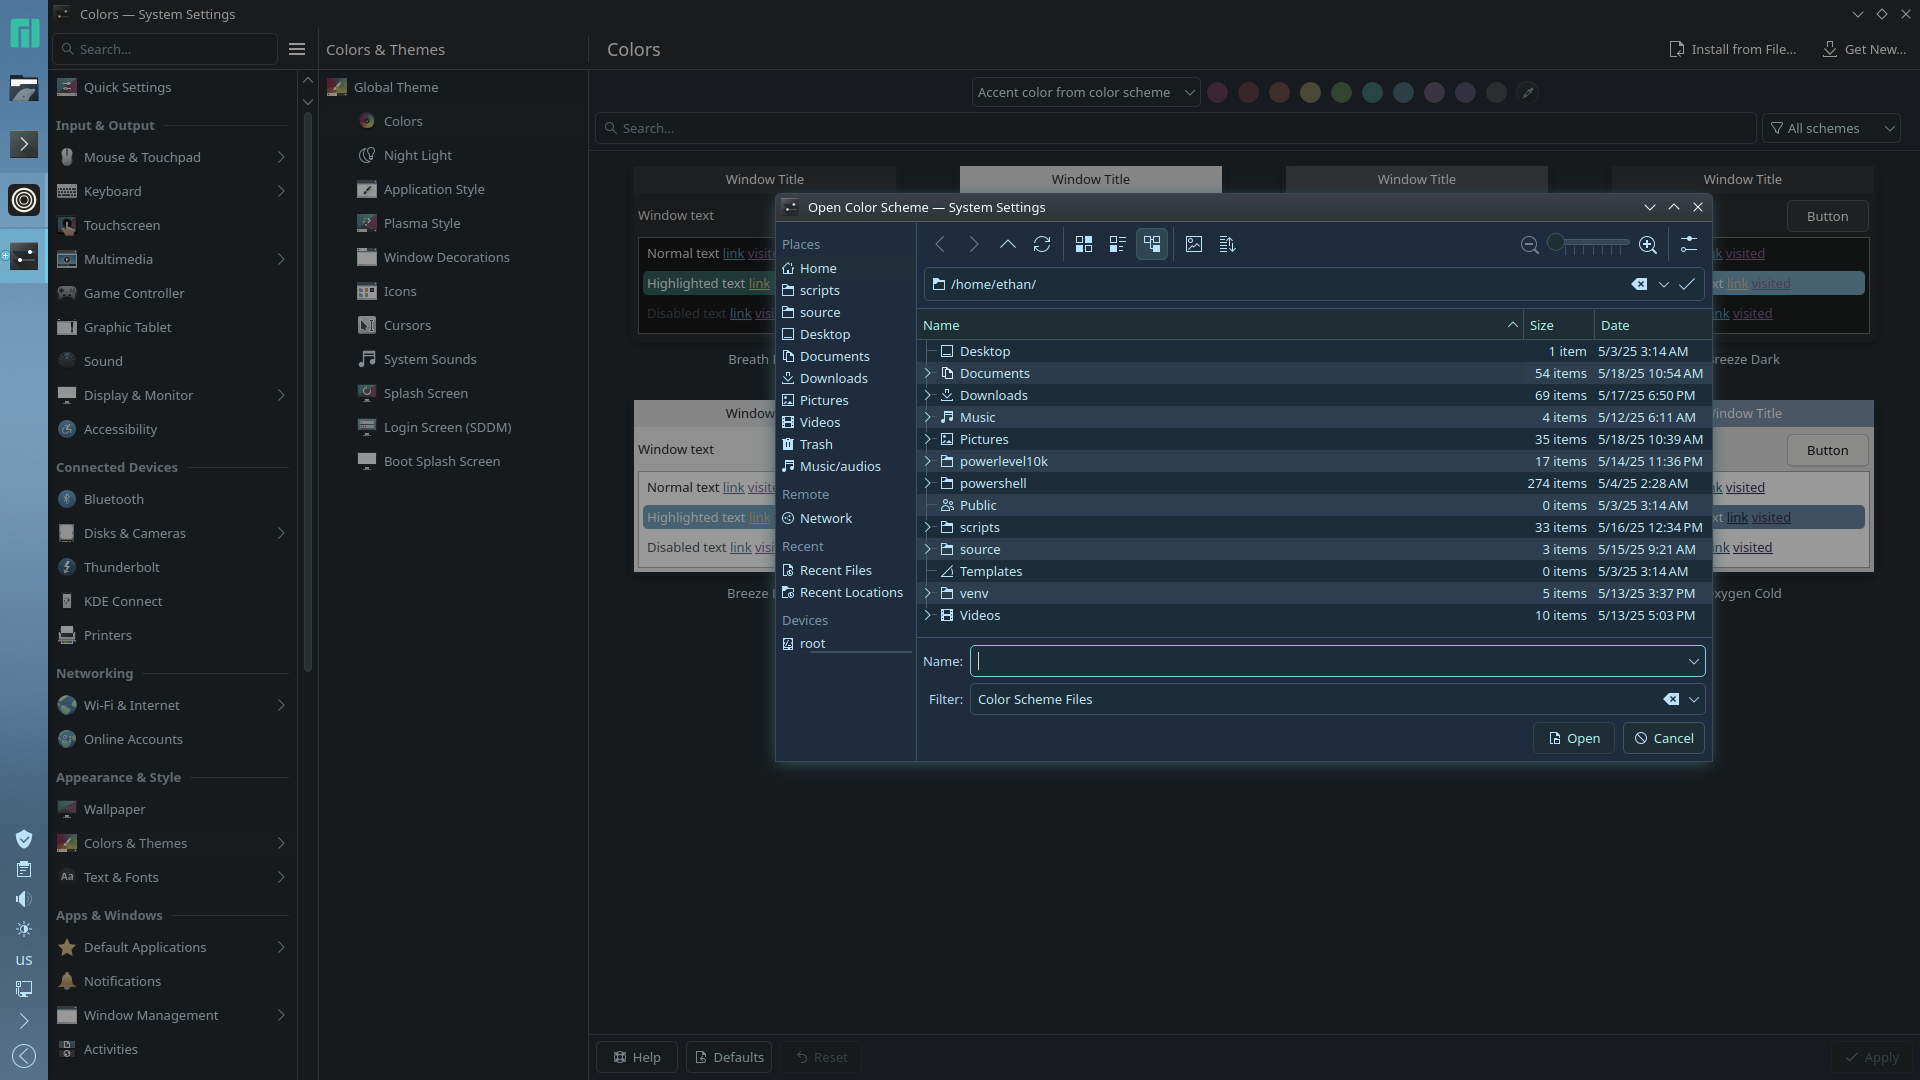 Colors — System Settings
Search...
Quick Settings
Input & Output
Mouse & Touchpad
Keyboard
Touchscreen
Multimedia
Game Controller
Graphic Tablet
Sound
Display & Monitor
Accessibility
Connected Devices
Bluetooth
Disks & Cameras
Thunderbolt
KDE Connect
Printers
Networking
Wi-Fi & Internet
Online Accounts
Appearance & Style
Wallpaper
Colors & Themes
Aa Text & Fonts
Apps & Windows
Default Applications
Notifications
Window Management
Activities
us
Colors & Themes
Global Theme
Colors
Night Light
Application Style
Plasma Style
Window Decorations
Icons
Cursors
System Sounds
Splash Screen
Login Screen (SDDM)
Boot Splash Screen
Colors
Install from File...
Get New...
Accent color from color scheme
Search...
All schemes
Window Title
Window text
Normal text link visite
Highlighted text link
Disabled text link vis
Breath
Window Title
Window Title
Window Title
Button
nk visited
xt link visited
nk visited
reeze Dark
Windo
Window text
Normal text link visite
Highlighted text link
Disabled text link visi
Breeze
indow Title
Button
nk visited
xt link visited
ink visited
xygen Cold
Open Color Scheme — System Settings
Places
Home
scripts
source
Desktop
Documents
Downloads
Pictures
Videos
Trash
Music/audios
Remote
Network
Recent
Recent Files
Recent Locations
Devices
root
/home/ethan/
Name Size Date
Desktop 1 item 5/3/25 3:14 AM
Documents 54 items 5/18/25 10:54 AM
Downloads 69 items 5/17/25 6:50 PM
Music 4 items 5/12/25 6:11 AM
Pictures 35 items 5/18/25 10:39 AM
powerlevel10k 17 items 5/14/25 11:36 PM
powershell 274 items 5/4/25 2:28 AM
Public 0 items 5/3/25 3:14 AM
scripts 33 items 5/16/25 12:34 PM
source 3 items 5/15/25 9:21 AM
Templates 0 items 5/3/25 3:14 AM
venv 5 items 5/13/25 3:37 PM
Videos 10 items 5/13/25 5:03 PM
Name:
Filter: Color Scheme Files
Open
Cancel
Help
Defaults
Reset
Apply